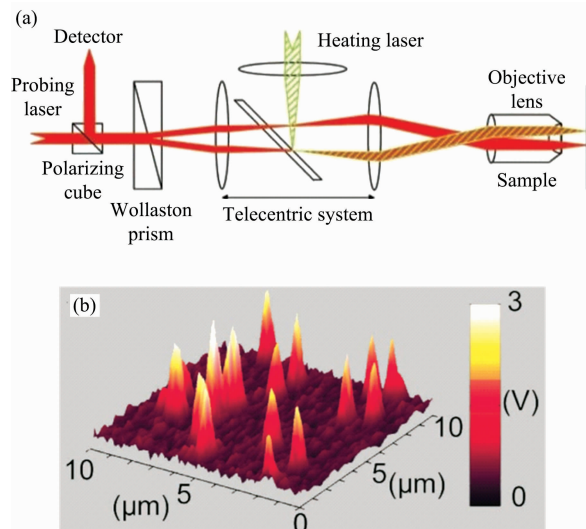 (a)
Detector
Heating laser
Probing
laser
Objective
lens
Polarizing
cube
Sample
Wollaston
prism
Telecentric system
(b)
3
(V)
0
10
5
(μm)
0
5
10
(μm)